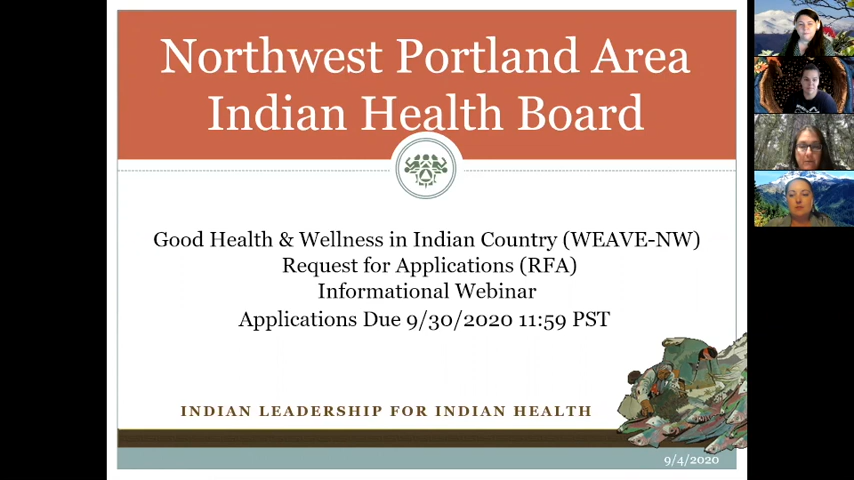 Northwest Portland Area
Indian Health Board
Good Health & Wellness in Indian Country (WEAVE-NW)
Request for Applications (RFA)
Informational Webinar
Applications Due 9/30/2020 11:59 PST
INDIAN LEADERSHIP FOR INDIAN HEALTH
9/4/2020